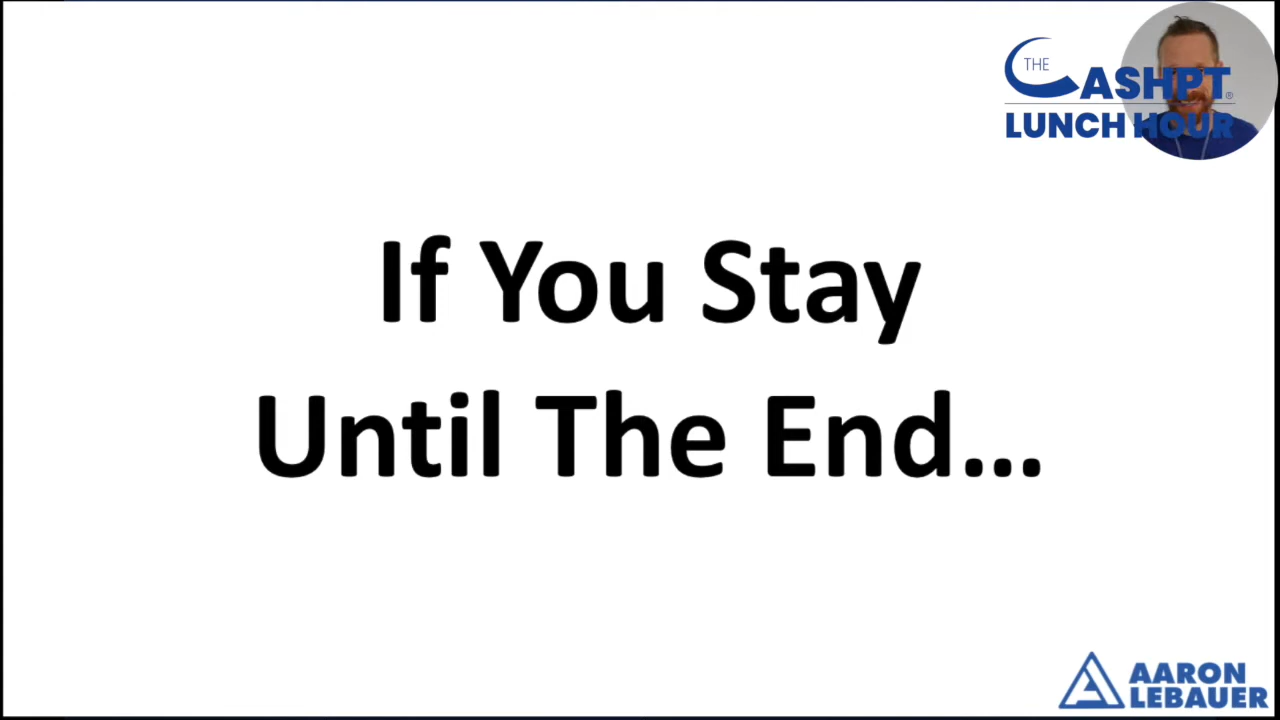 THE
CASHPT®
LUNCH HOUR
If You Stay
Until The End...
AARON
LEBAUER